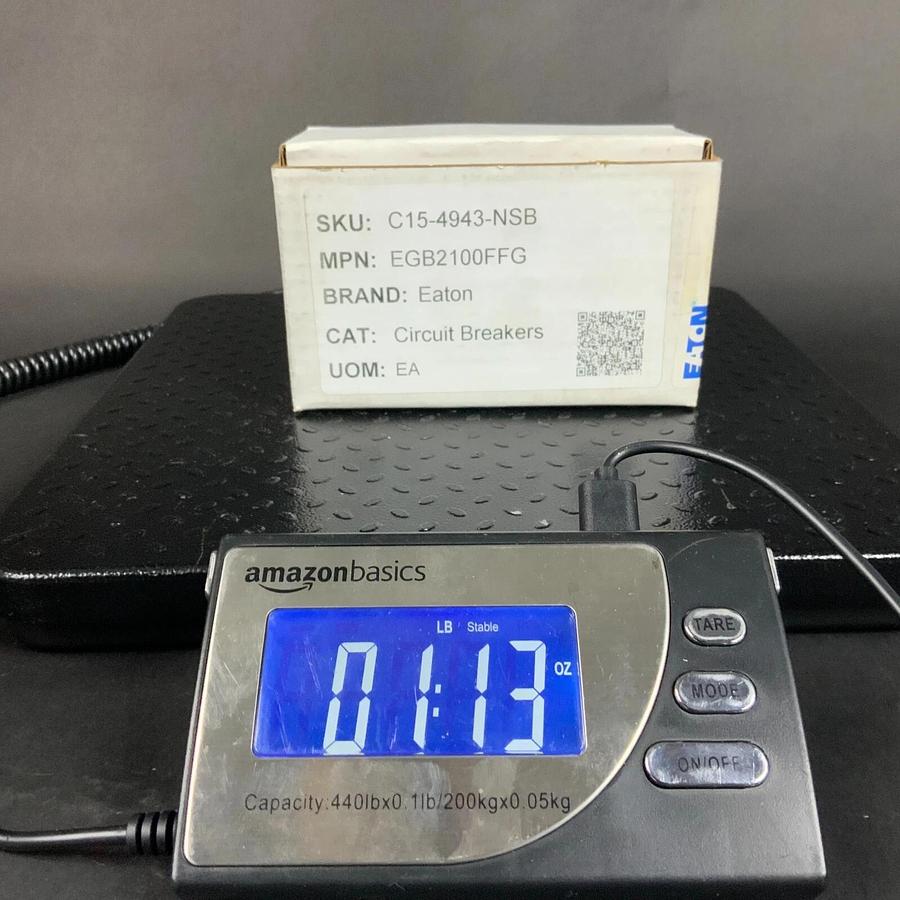 SKU: C15-4943-NSB
MPN: EGB2100FFG
BRAND: Eaton
CAT: Circuit Breakers
UOM: EA
EATON
amazonbasics
LB Stable
01:13 OZ
TARE
MODE
ON/OFF
Capacity:440lbx0.1lb/200kgx0.05kg